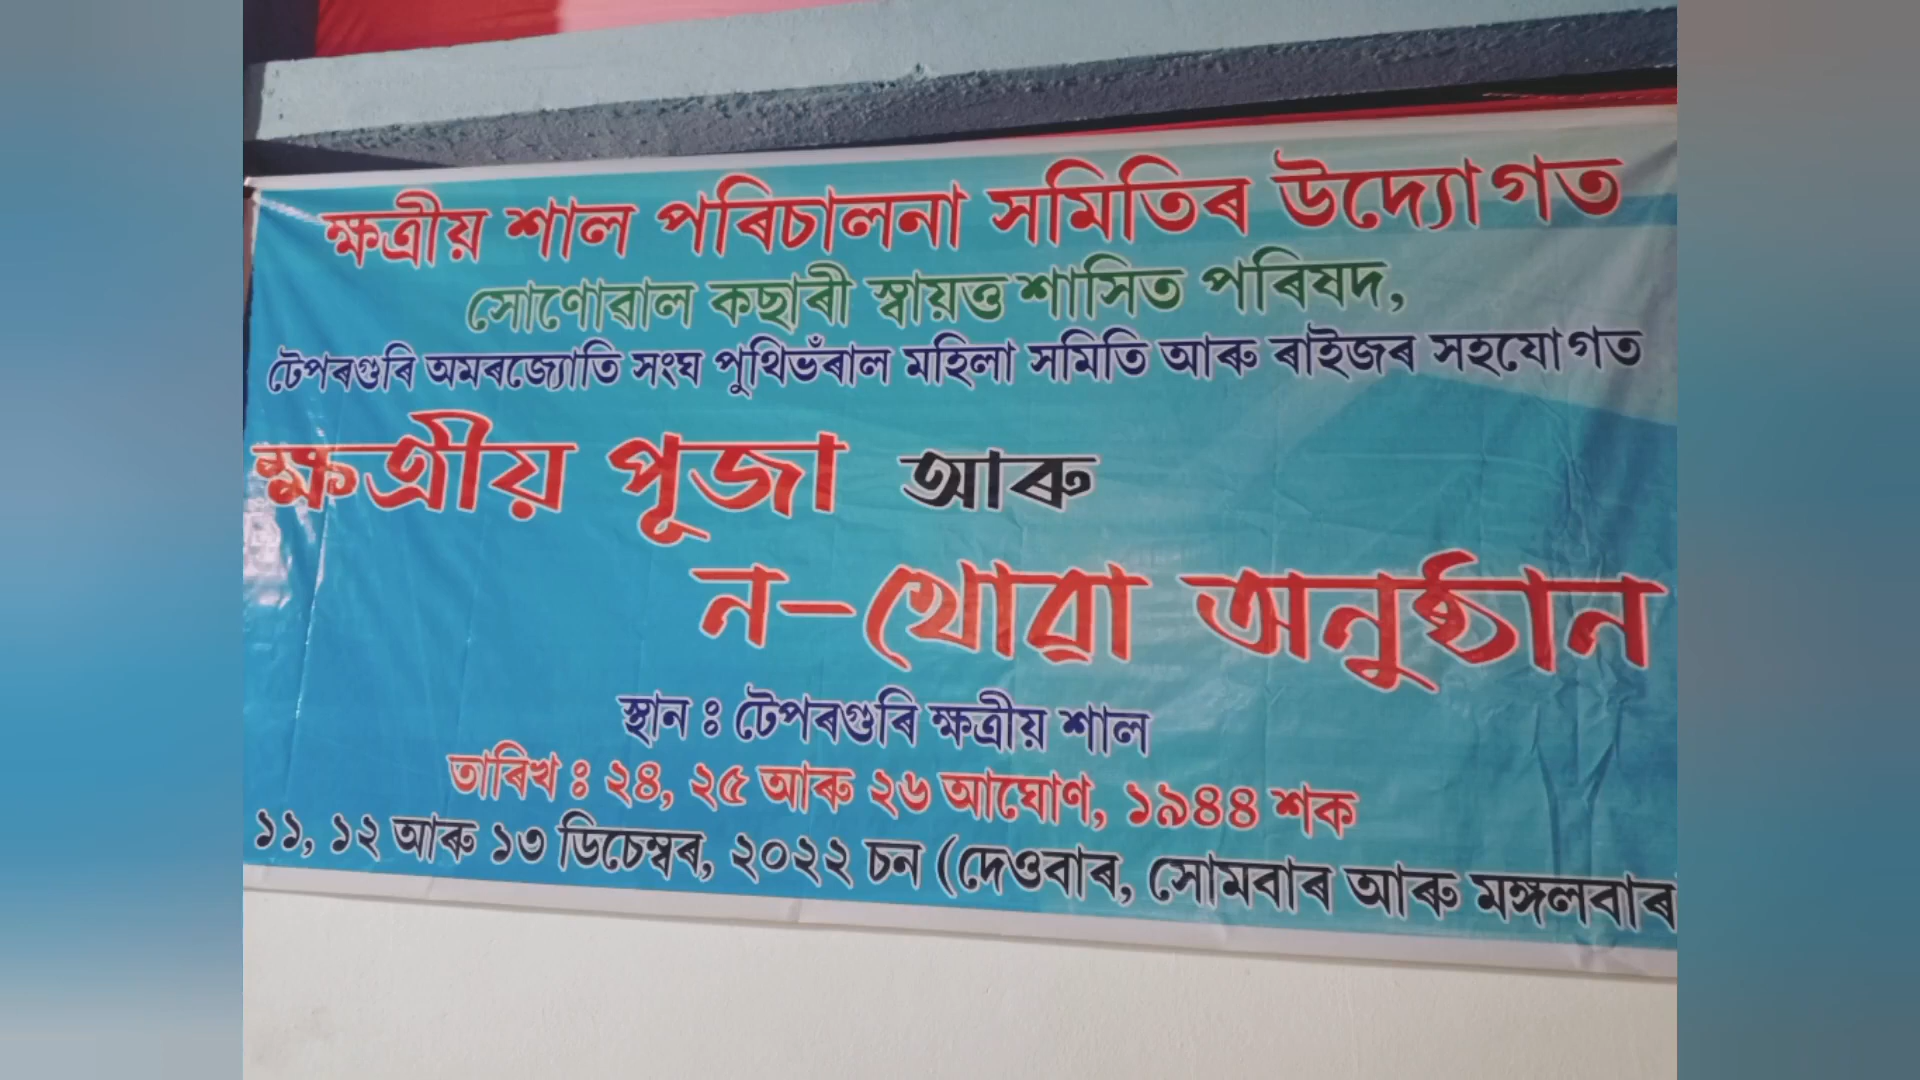 ক্ষত্ৰীয় শাল পৰিচালনা সমিতিৰ উদ্যোগত
সোণোৱাল কছাৰী স্বায়ত্ত শাসিত পৰিষদ,
টেপৰগুৰি অমৰজ্যোতি সংঘ পুথিভঁৰাল মহিলা সমিতি আৰু ৰাইজৰ সহযোগত
ক্ষত্ৰীয় পূজা আৰু
ন-খোৱা অনুষ্ঠান
স্থান ঃ টেপৰগুৰি ক্ষত্ৰীয় শাল
তাৰিখ ঃ ২৪, ২৫ আৰু ২৬ আঘোণ, ১৯৪৪ শক
১১, ১২ আৰু ১৩ ডিচেম্বৰ, ২০২২ চন (দেওবাৰ, সোমবাৰ আৰু মঙ্গলবাৰ